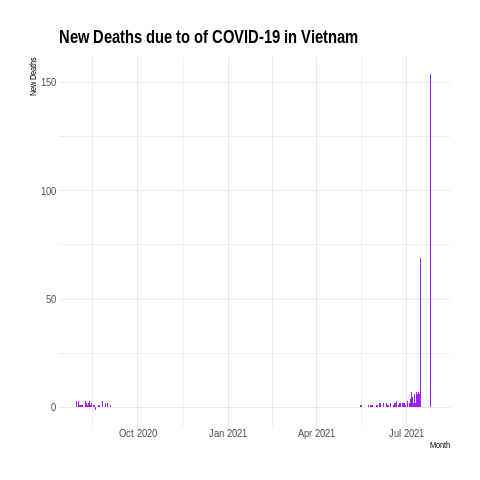 New Deaths due to of COVID-19 in Vietnam
New Deaths
150
100
50
0
Oct 2020 Jan 2021 Apr 2021 Jul 2021
Month